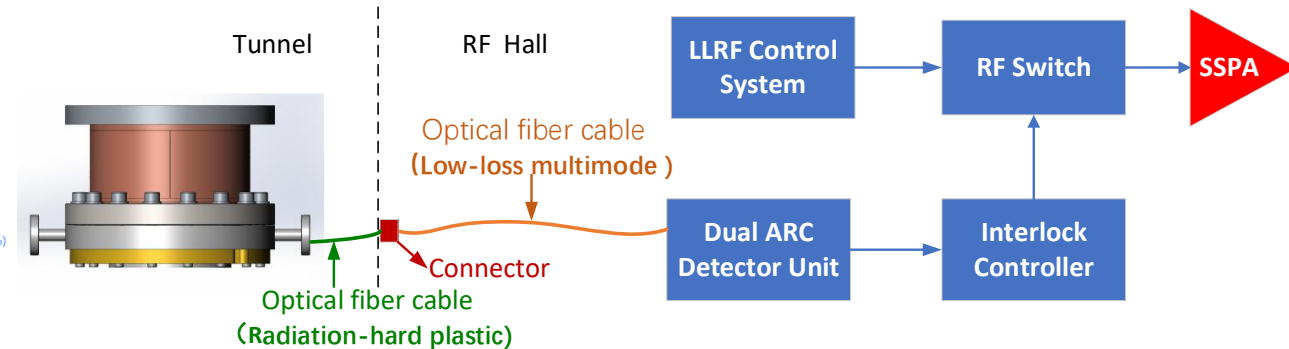 Tunnel
RF Hall
LLRF Control
System
RF Switch
SSPA
Optical fiber cable
(Low-loss multimode )
Dual ARC
Detector Unit
Interlock
Controller
Connector
Optical fiber cable
(Radiation-hard plastic)